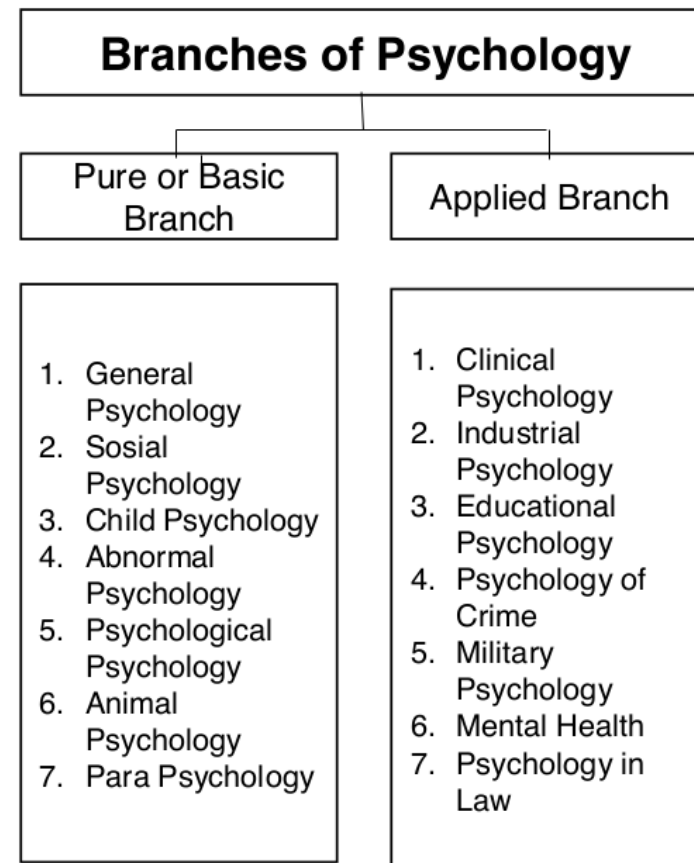 Branches of Psychology
Pure or Basic
Branch
Applied Branch
1. General
Psychology
2. Sosial
Psychology
3. Child Psychology
4. Abnormal
Psychology
5. Psychological
Psychology
6. Animal
Psychology
7. Para Psychology
1. Clinical
Psychology
2. Industrial
Psychology
3. Educational
Psychology
4. Psychology of
Crime
5. Military
Psychology
6. Mental Health
7. Psychology in
Law